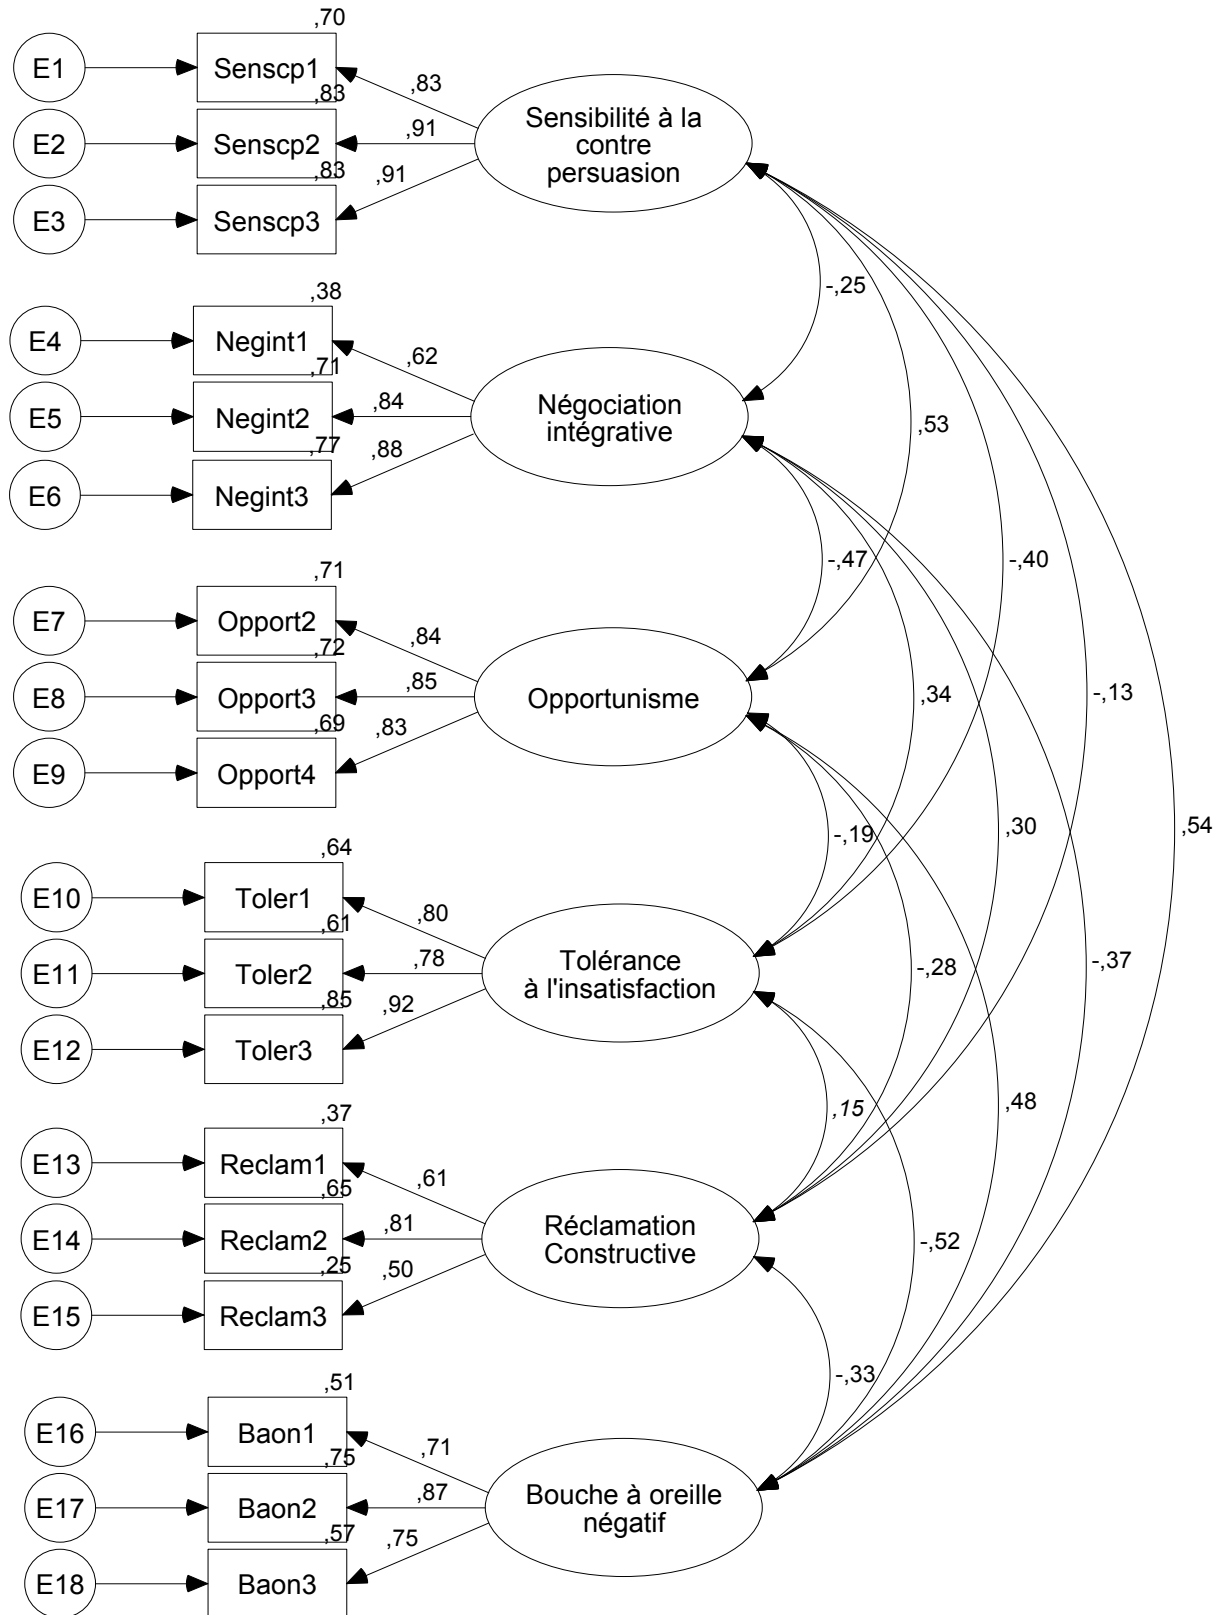 ,70
E1
Senscp1
,83
,83
E2
Senscp2
,91
,83
E3
Senscp3
,91
Sensibilité à la
contre
persuasion
-,25
,38
E4
Negint1
,62
,71
E5
Negint2
,84
,77
E6
Negint3
,88
Négociation
intégrative
,53
-,47
-,40
,71
E7
Opport2
,84
,72
E8
Opport3
,85
,69
E9
Opport4
,83
Opportunisme
,34
-,13
-,19
,30
,54
,64
E10
Toler1
,80
,61
E11
Toler2
,78
,85
E12
Toler3
,92
Tolérance
à l'insatisfaction
-,28
-,37
,15
,48
,37
E13
Reclam1
,61
,65
E14
Reclam2
,81
,25
E15
Reclam3
,50
Réclamation
Constructive
-,52
-,33
,51
E16
Baon1
,71
,75
E17
Baon2
,87
,57
E18
Baon3
,75
Bouche à oreille
négatif